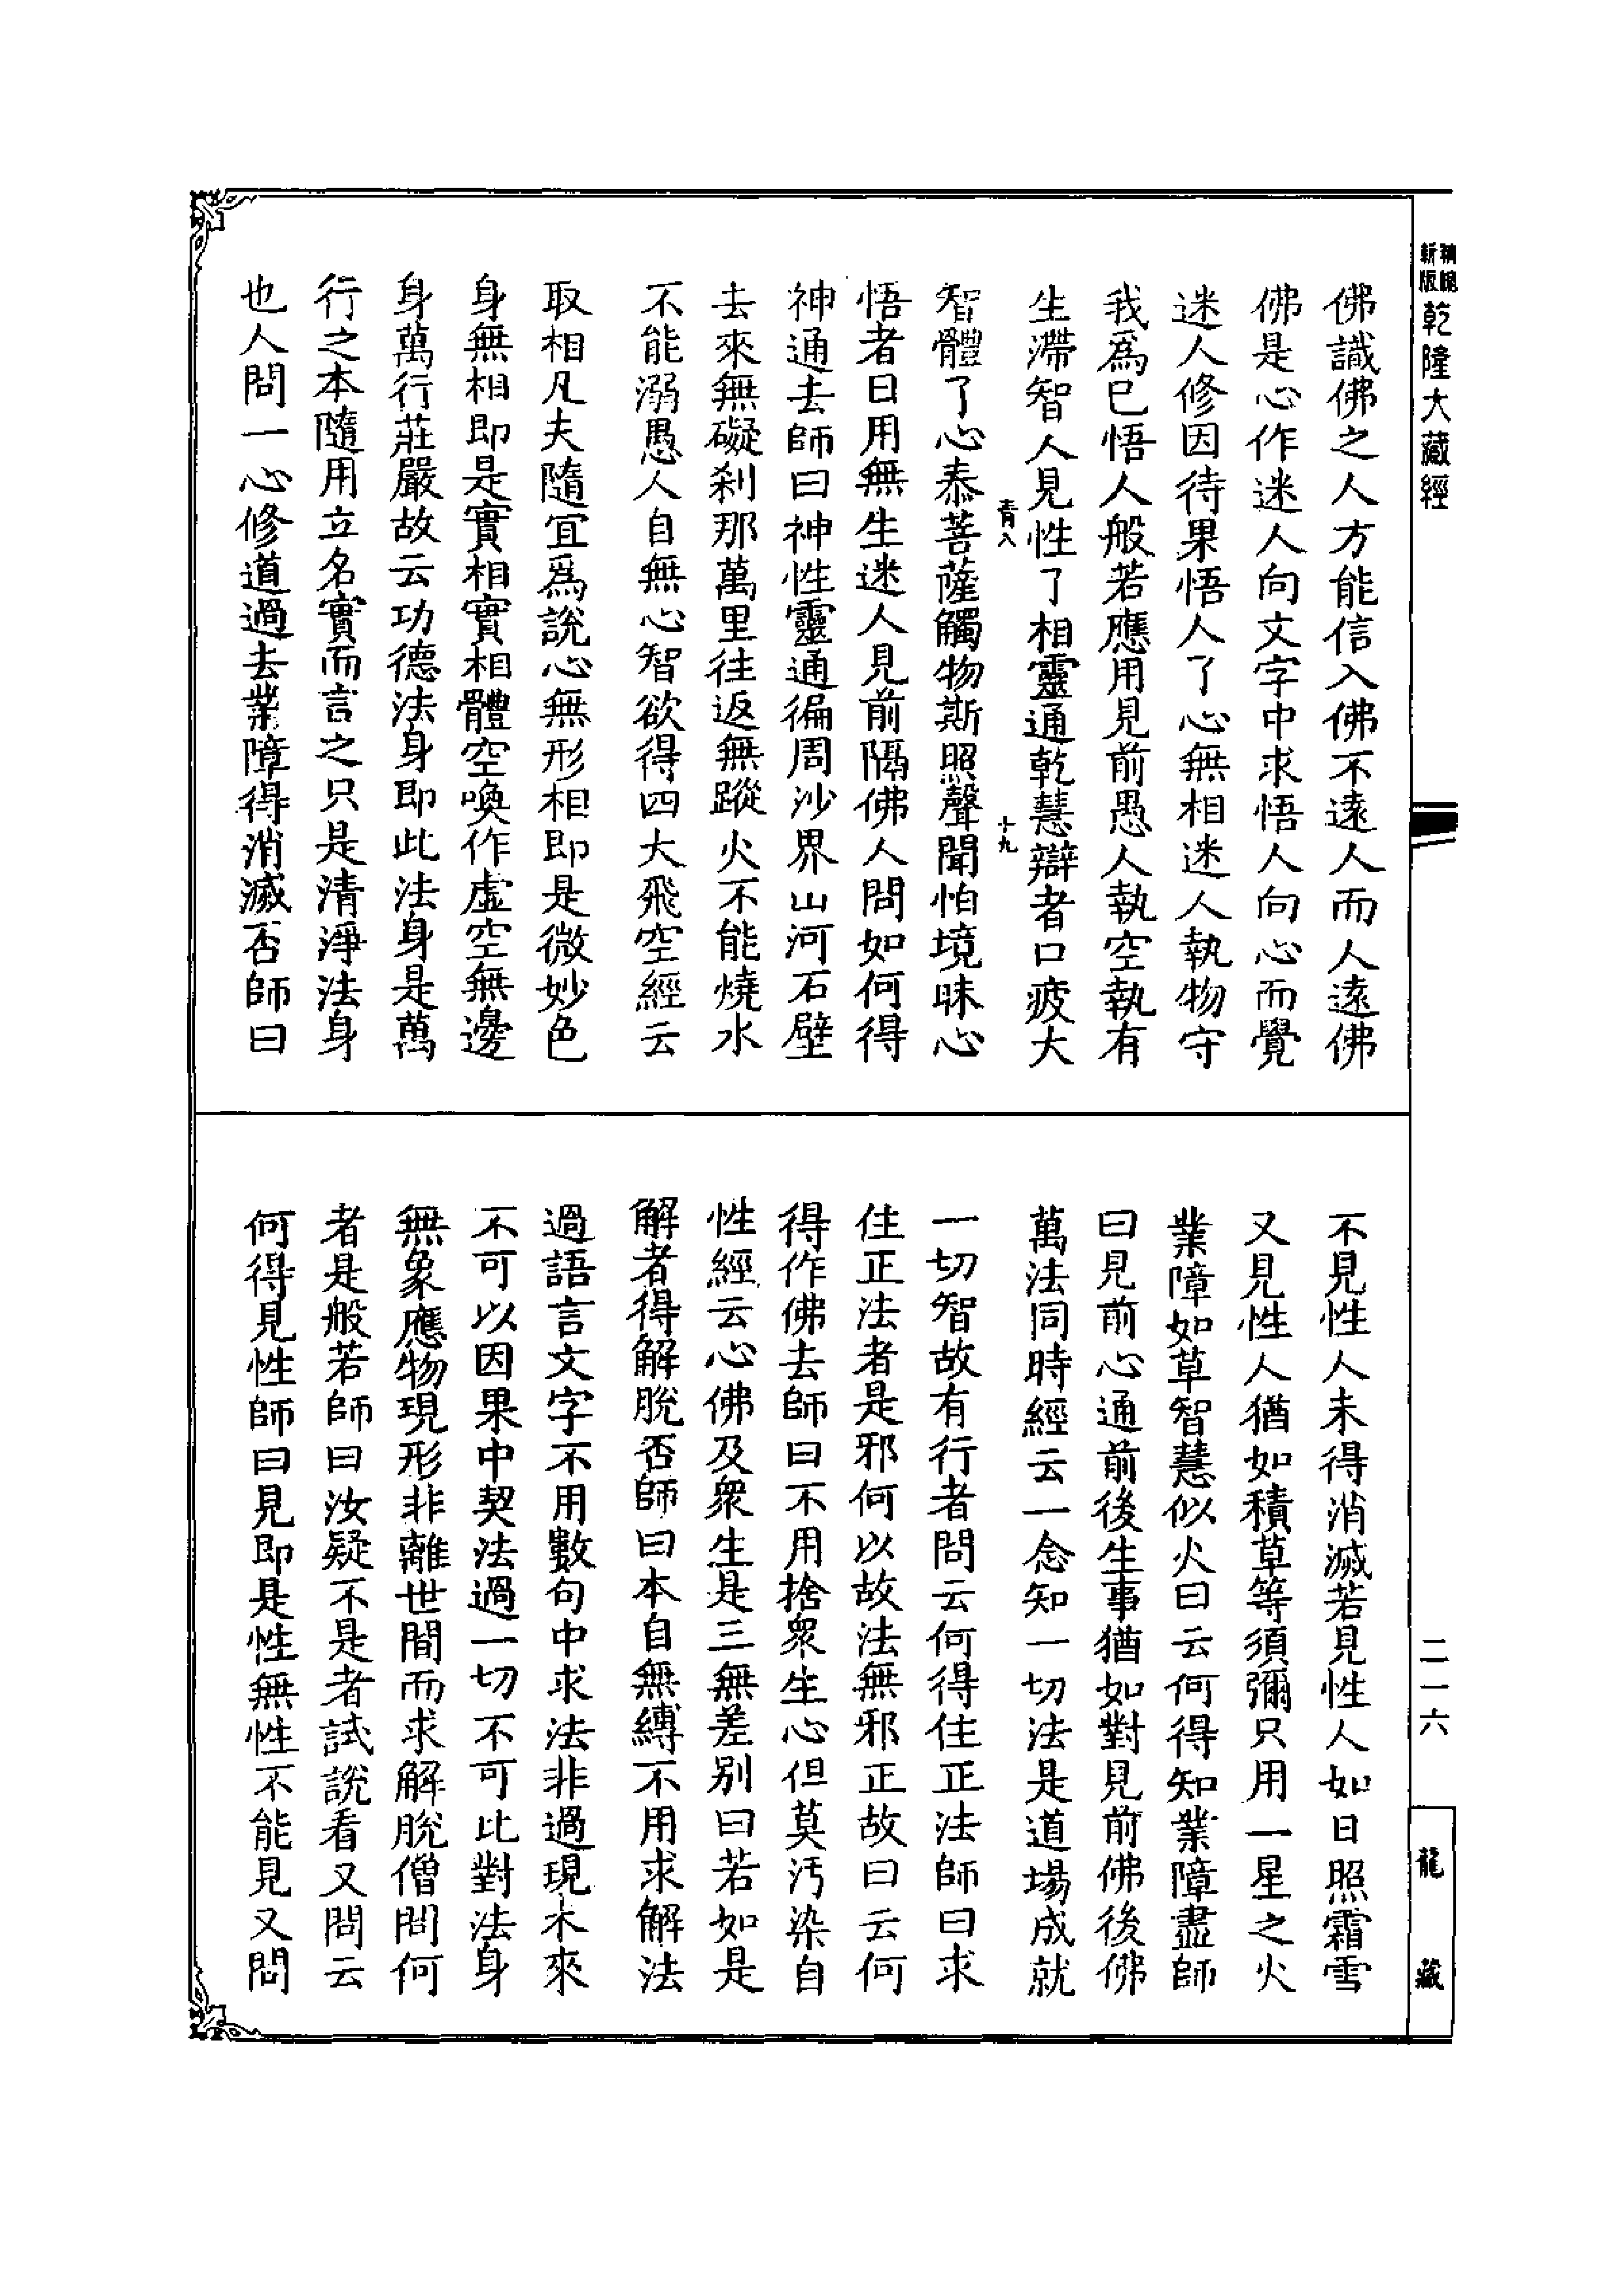 新版
乾隆大藏經
佛識佛之人方能信入佛不遠人而人遠佛
佛是心作迷人向文字中求悟人向心而覺
迷人修因待果悟人了心無相迷人執物守
我爲巳悟人般若應用見前愚人執空執有
生滯智人見性了相靈通乾慧辯者口疲大
青八
十九
智體了心泰菩薩觸物斯照聲聞怕境昧心
悟者日用無生迷人見前隔佛人問如何得
神通去師曰神性靈通徧周沙界山河石壁
去來無礙刹那萬里往返無蹤火不能燒水
不能溺愚人自無心智欲得四大飛空經云
取相凡夫隨宜爲說心無形相即是微妙色
身無相即是實相實相體空喚作虛空無邊
身萬行莊嚴故云功德法身即此法身是萬
行之本隨用立名實而言之只是清淨法身
也人問一心修道過去業障得消滅否師曰
不見性人未得消滅若見性人如日照霜雪
又見性人猶如積草等須彌只用一星之火
業障如草智慧似火曰云何得知業障盡師
曰見前心通前後生事猶如對見前佛後佛
萬法同時經云一念知一切法是道場成就
一切智故有行者問云何得住正法師曰求
住正法者是邪何以故法無邪正故曰云何
得作佛去師曰不用捨衆生心但莫污染自
性經云心佛及衆生是三無差別曰若如是
解者得解脫否師曰本自無縛不用求解法
過語言文字不用數句中求法非過現未來
不可以因果中契法過一切不可比對法身
無象應物現形非離世間而求解脫僧問何
者是般若師曰汝疑不是者試說看又問云
何得見性師曰見即是性無性不能見又問
二一六
龍藏